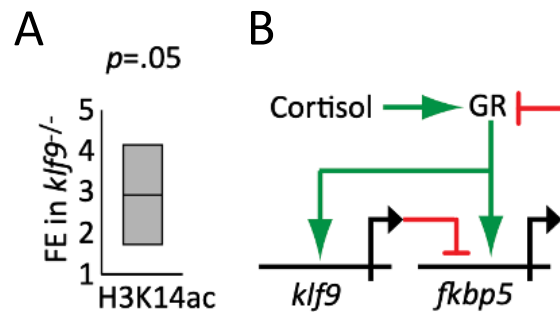 A
p=.05
FE in klf9-/-
5
4
3
2
1
H3K14ac
B
Cortisol
GR
klf9
fkbp5